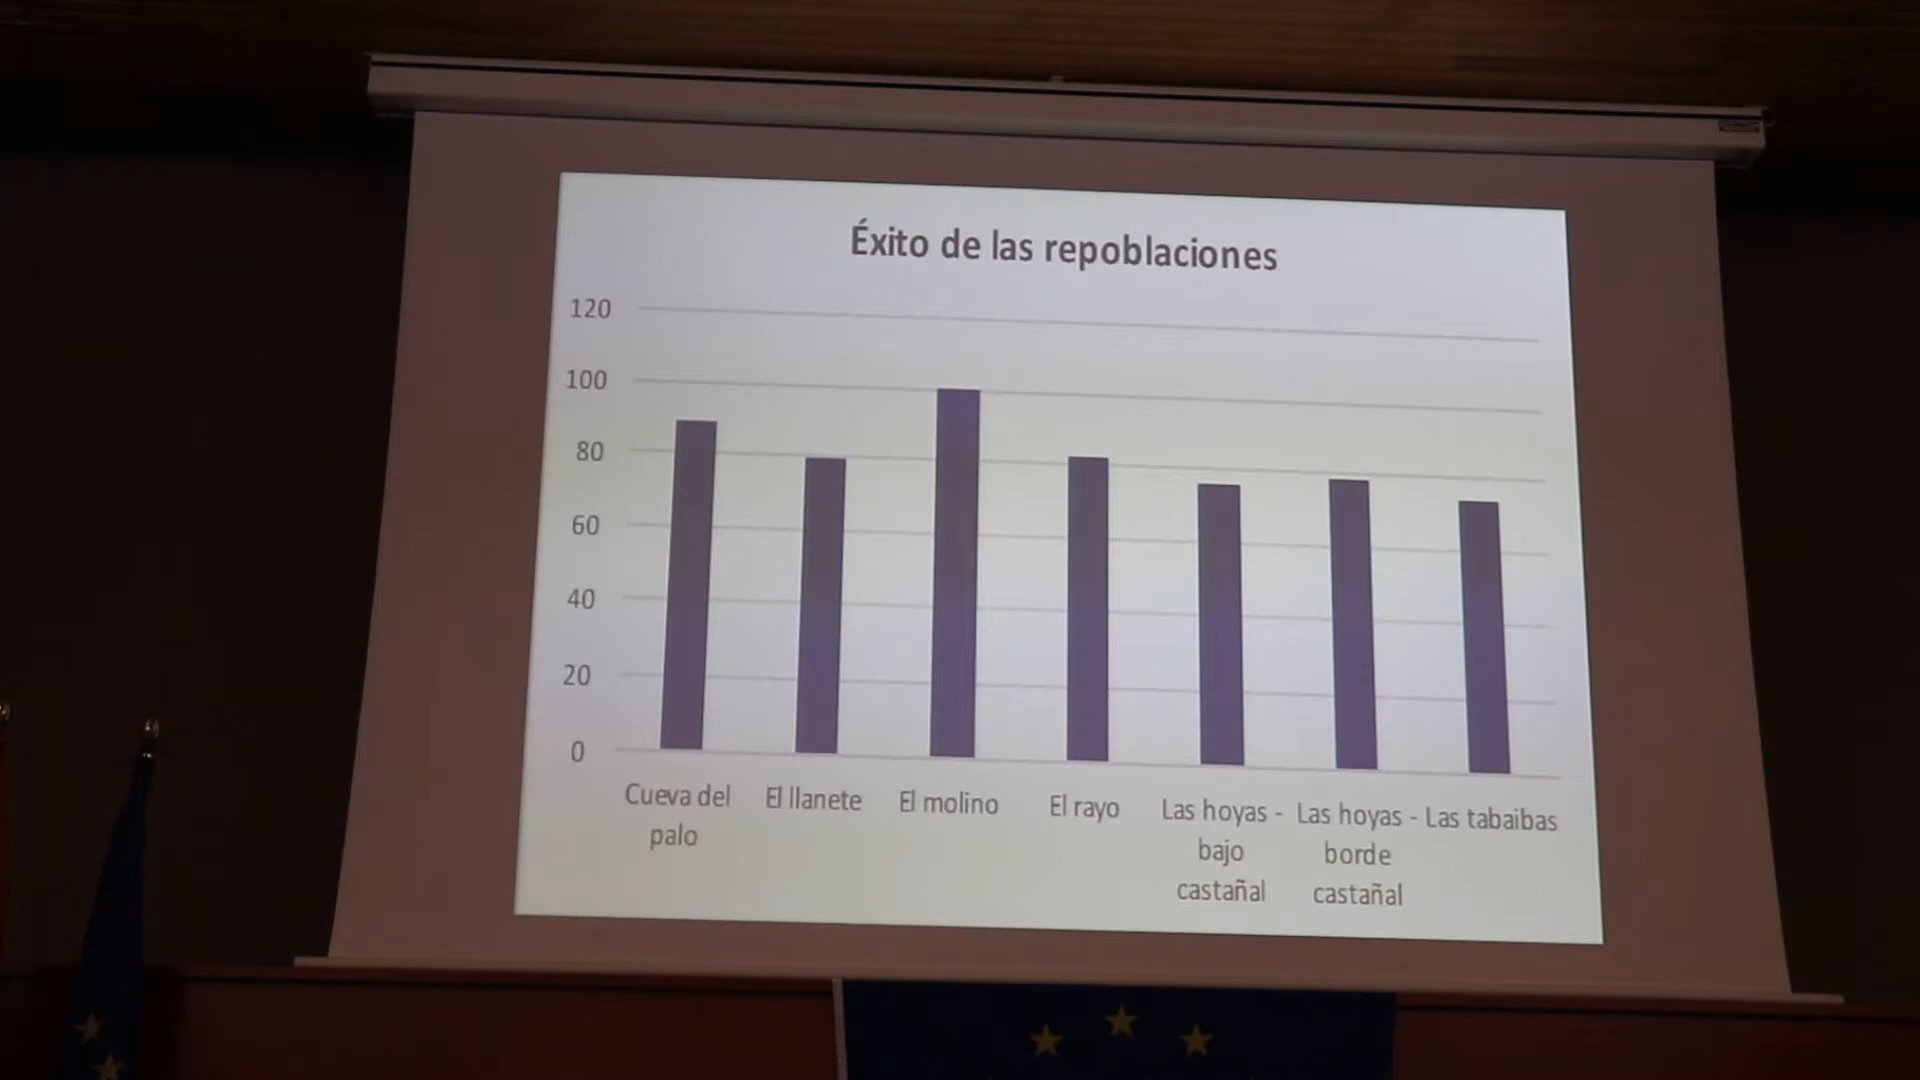 Éxito de las repoblaciones
120
100
80
60
40
20
0
Cueva del palo
El llanete
El molino
El rayo
Las hoyas - bajo castañal
Las hoyas - borde castañal
Las tabaibas